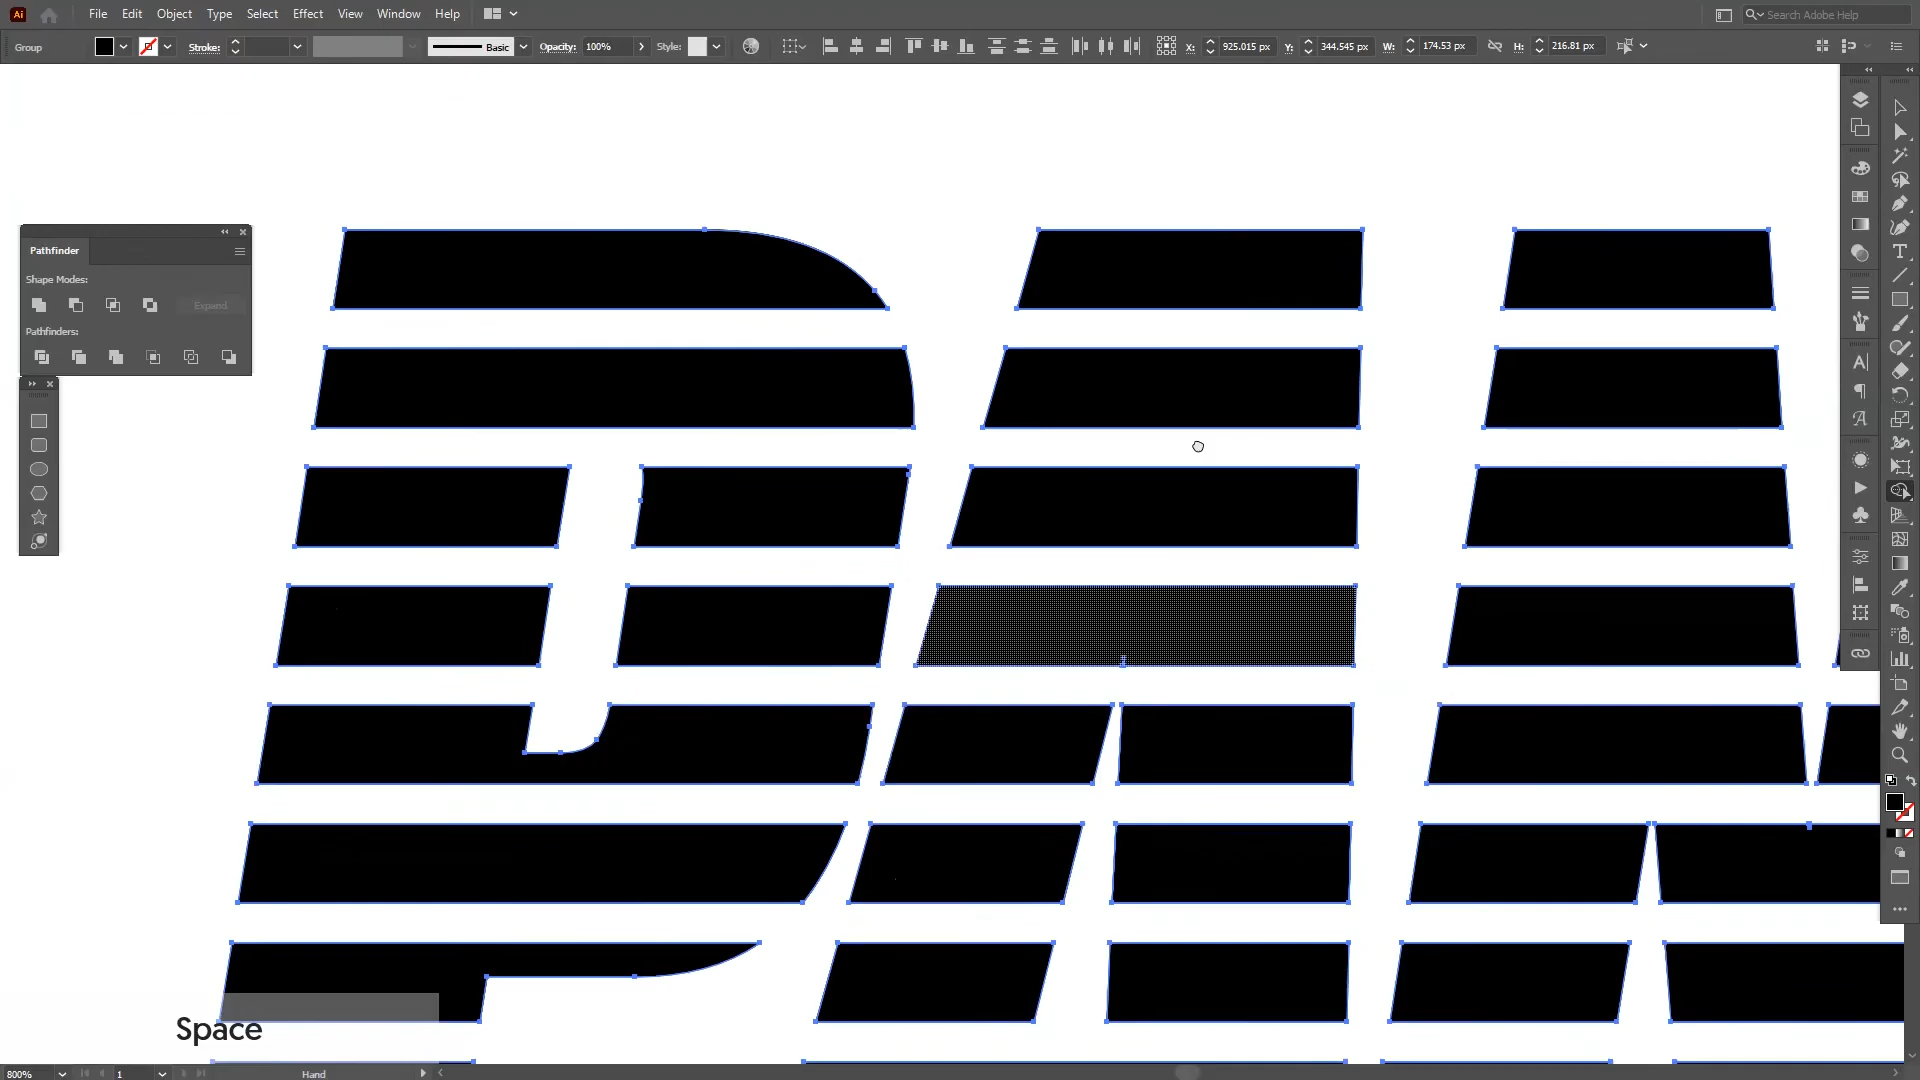 Ai File Edit Object Type Select Effect View Window Help Search Adobe Help
Group Stroke: Basic Opacity: 100% Style: X: 925.015 px Y: 344.545 px W: 174.53 px H: 216.81 px
Pathfinder
Shape Modes:
Expand
Pathfinders:
Space
800% 1 Hand